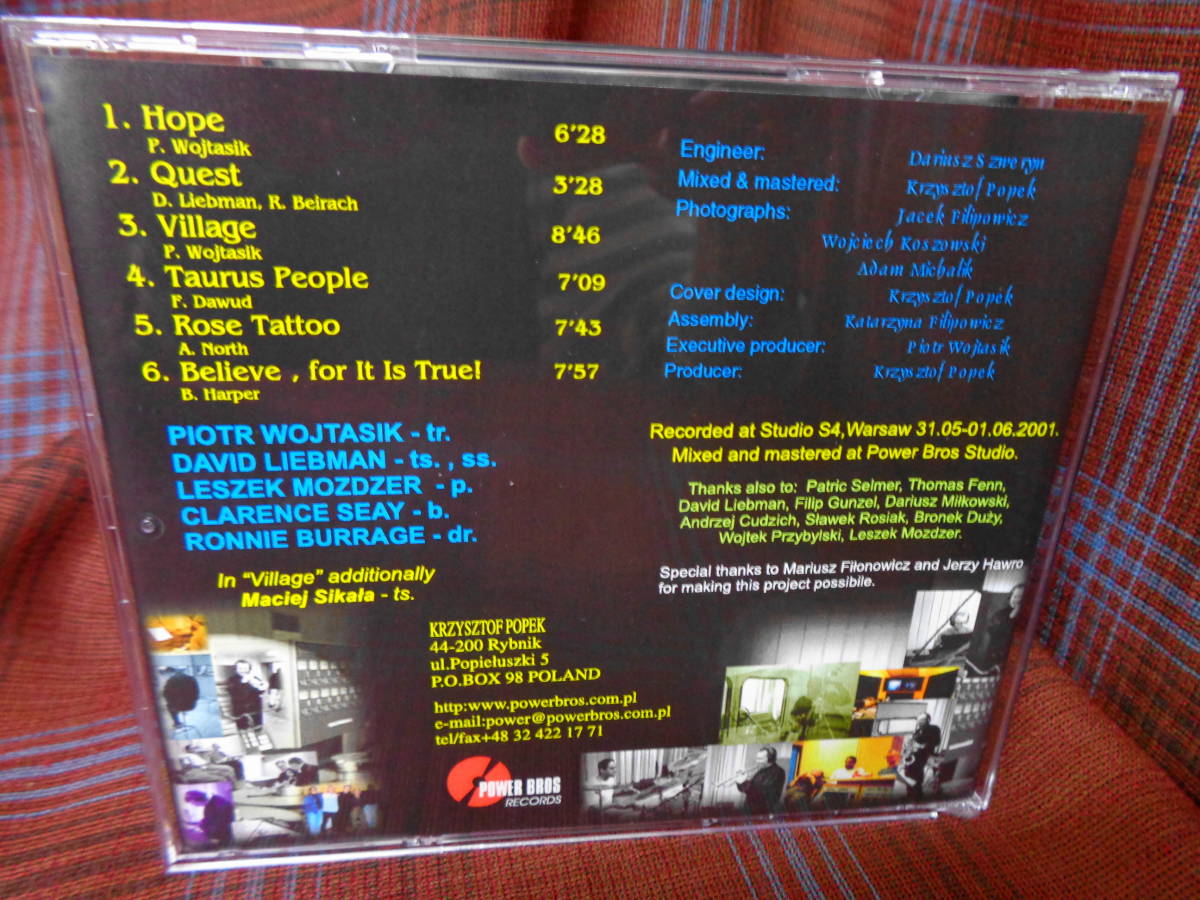 1. Hope 6'28
P. Wojtasik
2. Quest 3'28
D. Liebman, R. Beirach
3. Village 8'46
P. Wojtasik
4. Taurus People 7'09
F. Dawud
5. Rose Tattoo 7'43
A. North
6. Believe , for It Is True! 7'57
B. Harper
PIOTR WOJTASIK - tr.
DAVID LIEBMAN - ts. , ss.
LESZEK MOZDZER - p.
CLARENCE SEAY - b.
RONNIE BURRAGE - dr.
In "Village" additionally
Maciej Sikała - ts.
Engineer: Dariusz Szweryn
Mixed & mastered: Krzysztof Popek
Photographs: Jacek Filipowicz
Wojciech Koszowski
Adam Michalik
Cover design: Krzysztof Popek
Assembly: Katarzyna Filipowicz
Executive producer: Piotr Wojtasik
Producer: Krzysztof Popek
Recorded at Studio S4,Warsaw 31.05-01.06.2001.
Mixed and mastered at Power Bros Studio.
Thanks also to: Patric Selmer, Thomas Fenn,
David Liebman, Filip Gunzel, Dariusz Miłkowski,
Andrzej Cudzich, Sławek Rosiak, Bronek Duży,
Wojtek Przybylski, Leszek Mozdzer.
Special thanks to Mariusz Fiłonowicz and Jerzy Hawro
for making this project possibile.
KRZYSZTOF POPEK
44-200 Rybnik
ul.Popiełuszki 5
P.O.BOX 98 POLAND
http:www.powerbros.com.pl
e-mail:power@powerbros.com.pl
tel/fax+48 32 422 17 71
POWER BROS
RECORDS